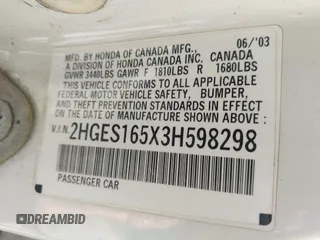 MFD. BY HONDA OF CANADA MFG. 06/'03
A DIVISION OF HONDA CANADA INC. CANADA
GVWR 3440LBS GAWR F 1810LBS R 1680LBS
THIS VEHICLE CONFORMS TO ALL APPLICABLE
FEDERAL MOTOR VEHICLE SAFETY, BUMPER,
AND THEFT PREVENTION STANDARDS IN EFFECT
ON THE DATE OF MANUFACTURE SHOWN ABOVE.
V.I.N. 2HGES165X3H598298
PASSENGER CAR
DREAMBID